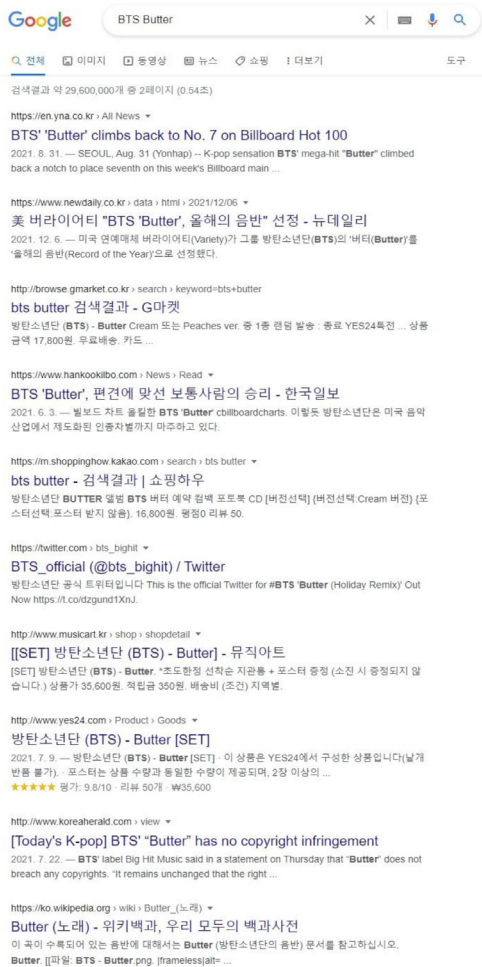 Google
BTS Butter
전체 이미지 동영상 뉴스 쇼핑 더보기 도구
검색결과 약 29,600,000개 중 2페이지 (0.54초)
https://en.yna.co.kr › All News
BTS' 'Butter' climbs back to No. 7 on Billboard Hot 100
2021. 8. 31. — SEOUL, Aug. 31 (Yonhap) -- K-pop sensation BTS' mega-hit "Butter" climbed
back a notch to place seventh on this week's Billboard main ...
https://www.newdaily.co.kr › data › html › 2021/12/06
美 버라이어티 "BTS 'Butter', 올해의 음반" 선정 - 뉴데일리
2021. 12. 6. — 미국 연예매체 버라이어티(Variety)가 그룹 방탄소년단(BTS)의 '버터(Butter)'를
'올해의 음반(Record of the Year)'으로 선정했다.
http://browse.gmarket.co.kr › search › keyword=bts+butter
bts butter 검색결과 - G마켓
방탄소년단 (BTS) - Butter Cream 또는 Peaches ver. 중 1종 랜덤 발송 : 종료 YES24특전 ... 상품
금액 17,800원. 무료배송. 카드 ...
https://www.hankookilbo.com › News › Read
BTS 'Butter', 편견에 맞선 보통사람의 승리 - 한국일보
2021. 6. 3. — 빌보드 차트 올킬한 BTS 'Butter' cbillboardcharts. 이렇듯 방탄소년단은 미국 음악
산업에서 제도화된 인종차별까지 마주하고 있다.
https://m.shoppinghow.kakao.com › search › bts butter
bts butter - 검색결과 | 쇼핑하우
방탄소년단 BUTTER 앨범 BTS 버터 예약 컴백 포토북 CD [버전선택] {버전선택:Cream 버전} {포
스터선택:포스터 받지 않음}. 16,800원. 평점0 리뷰 50.
https://twitter.com › bts_bighit
BTS_official (@bts_bighit) / Twitter
방탄소년단 공식 트위터입니다 This is the official Twitter for #BTS 'Butter (Holiday Remix)' Out
Now https://t.co/dzgund1XnJ.
http://www.musicart.kr › shop › shopdetail
[[SET] 방탄소년단 (BTS) - Butter] - 뮤직아트
[SET] 방탄소년단 (BTS) - Butter. *초도한정 선착순 지관통 + 포스터 증정 (소진 시 증정되지 않
습니다.) 상품가 35,600원. 적립금 350원. 배송비 (조건) 지역별.
http://www.yes24.com › Product › Goods
방탄소년단 (BTS) - Butter [SET]
2021. 7. 9. — 방탄소년단 (BTS) - Butter [SET] · 이 상품은 YES24에서 구성한 상품입니다(낱개
반품 불가). · 포스터는 상품 수량과 동일한 수량이 제공되며, 2장 이상의 ...
★★★★★ 평가: 9.8/10 · 리뷰 50개 · ₩35,600
http://www.koreaherald.com › view
[Today's K-pop] BTS' “Butter” has no copyright infringement
2021. 7. 22. — BTS' label Big Hit Music said in a statement on Thursday that “Butter” does not
breach any copyrights. “It remains unchanged that the right ...
https://ko.wikipedia.org › wiki › Butter_(노래)
Butter (노래) - 위키백과, 우리 모두의 백과사전
이 곡이 수록되어 있는 음반에 대해서는 Butter (방탄소년단의 음반) 문서를 참고하십시오.
Butter. [[파일: BTS - Butter.png. |frameless|alt= ...